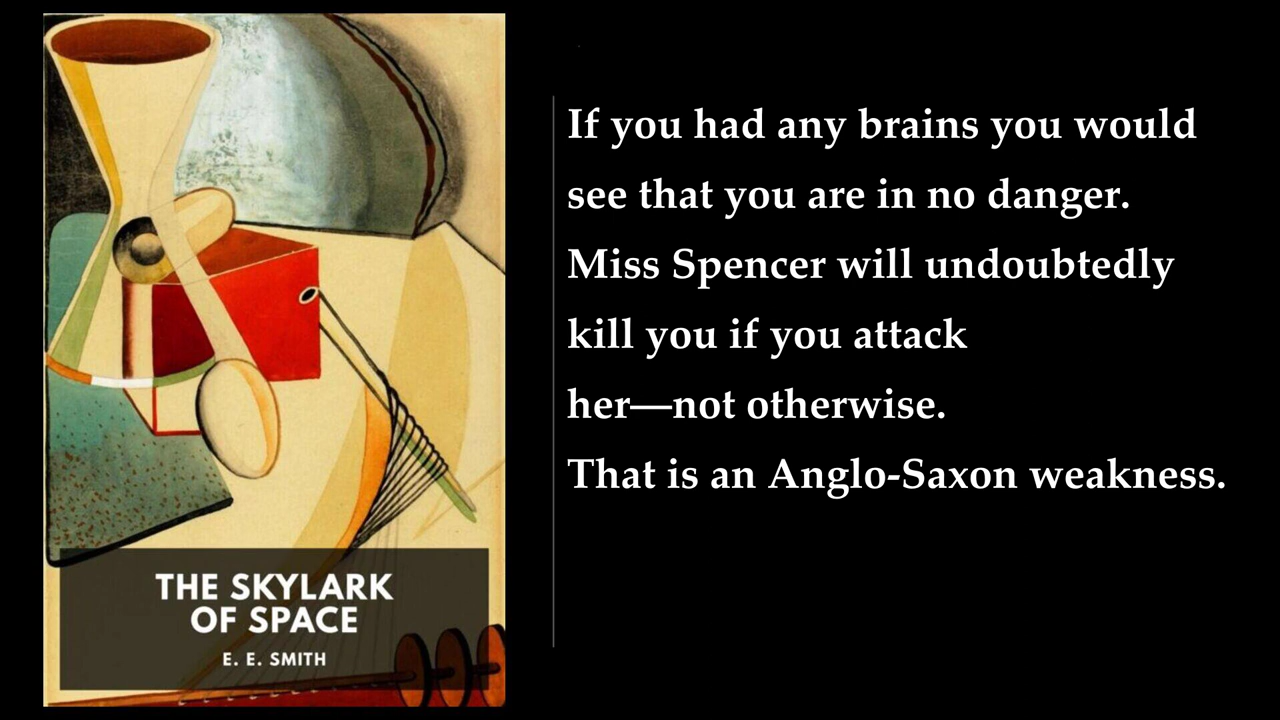 THE SKYLARK
OF SPACE
E. E. SMITH
If you had any brains you would
see that you are in no danger.
Miss Spencer will undoubtedly
kill you if you attack
her—not otherwise.
That is an Anglo-Saxon weakness.